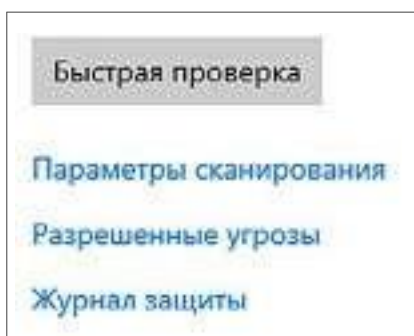 Быстрая проверка
Параметры сканирования
Разрешенные угрозы
Журнал защиты